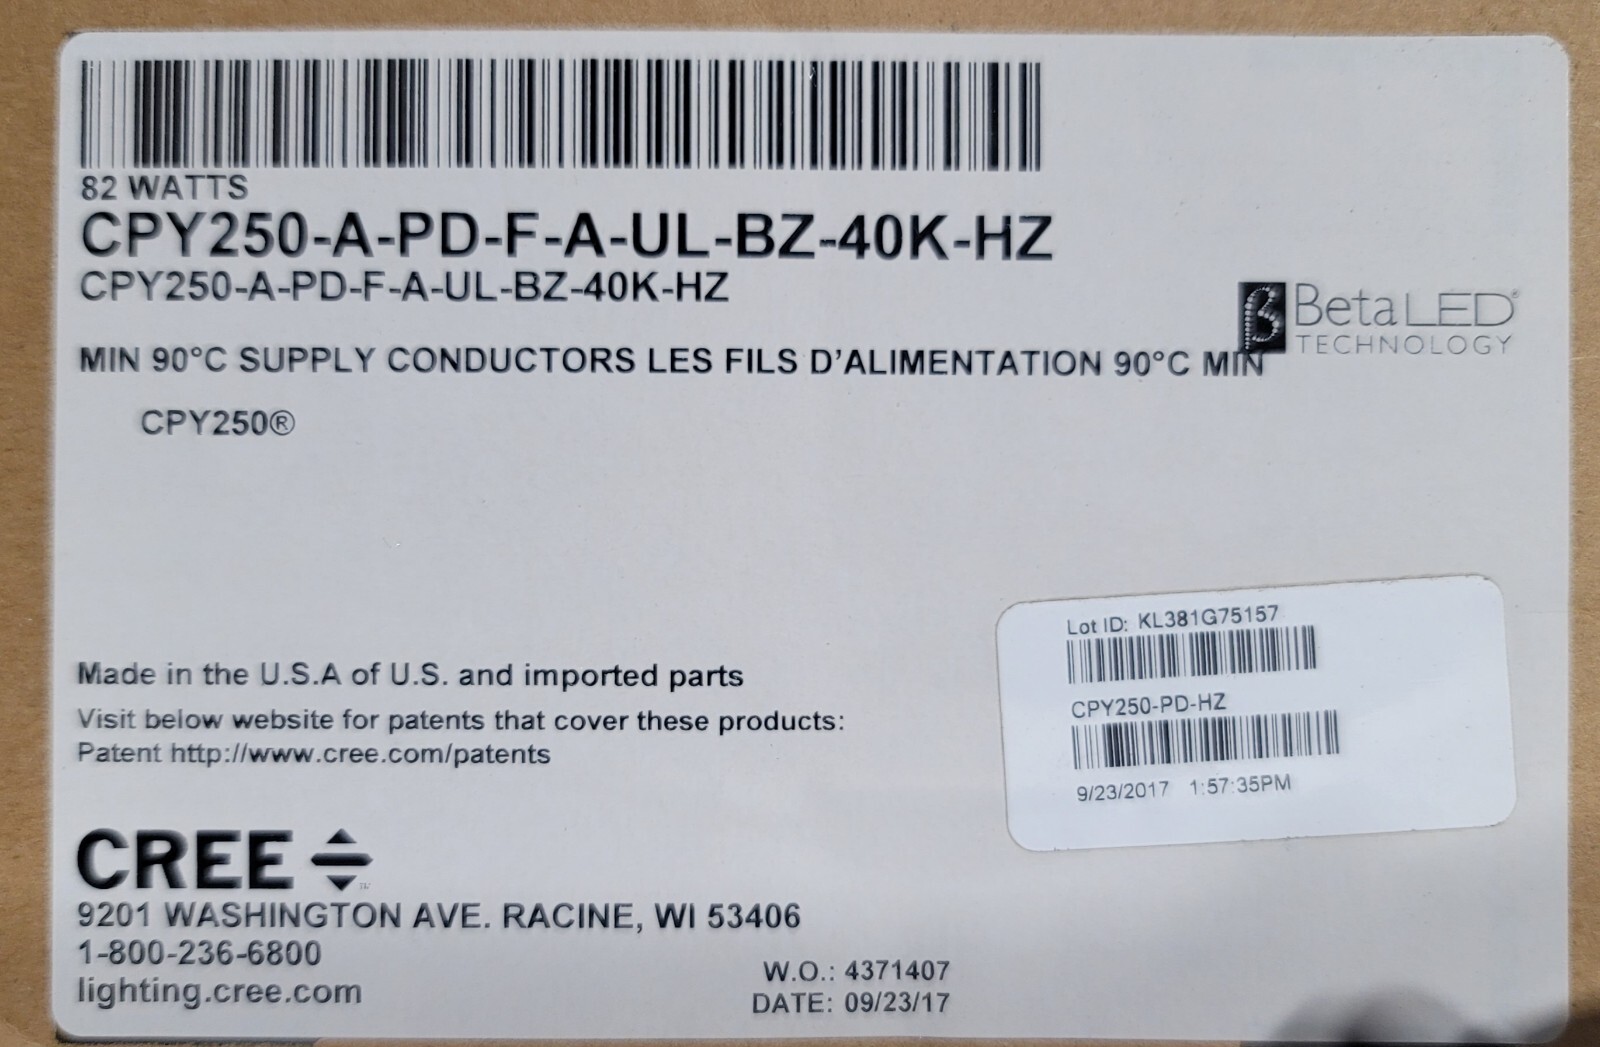 82 WATTS
CPY250-A-PD-F-A-UL-BZ-40K-HZ
CPY250-A-PD-F-A-UL-BZ-40K-HZ
BetaLED®
TECHNOLOGY
MIN 90°C SUPPLY CONDUCTORS LES FILS D'ALIMENTATION 90°C MIN
CPY250®
Lot ID: KL381G75157
CPY250-PD-HZ
9/23/2017 1:57:35PM
Made in the U.S.A of U.S. and imported parts
Visit below website for patents that cover these products:
Patent http://www.cree.com/patents
CREE
9201 WASHINGTON AVE. RACINE, WI 53406
1-800-236-6800
lighting.cree.com
W.O.: 4371407
DATE: 09/23/17